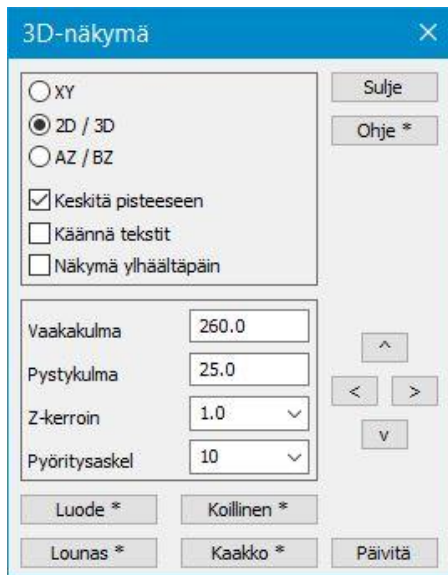 3D-näkymä
XY
2D / 3D
AZ / BZ
Keskitä pisteeseen
Käännä tekstit
Näkymä ylhäältäpäin
Sulje
Ohje *
Vaakakulma 260.0
Pystykulma 25.0
Z-kerroin 1.0
Pyöritysaskel 10
^
< >
v
Luode * Koillinen *
Lounas * Kaakko * Päivitä